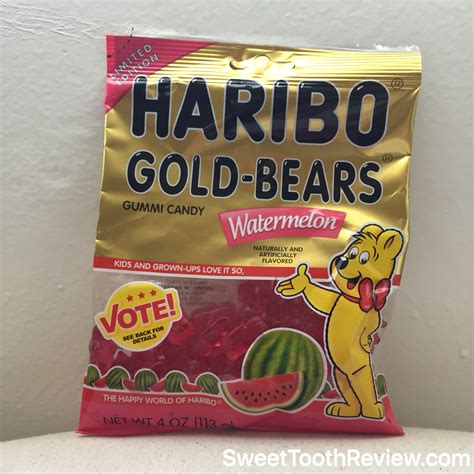 LIMITED
EDITION
HARIBO®
GOLD-BEARS®
GUMMI CANDY
Watermelon
NATURALLY AND
ARTIFICIALLY
FLAVORED
KIDS AND GROWN-UPS LOVE IT SO,
VOTE!
SEE BACK FOR
DETAILS
THE HAPPY WORLD OF HARIBO®
NET WT 4 OZ (113
SweetToothReview.com